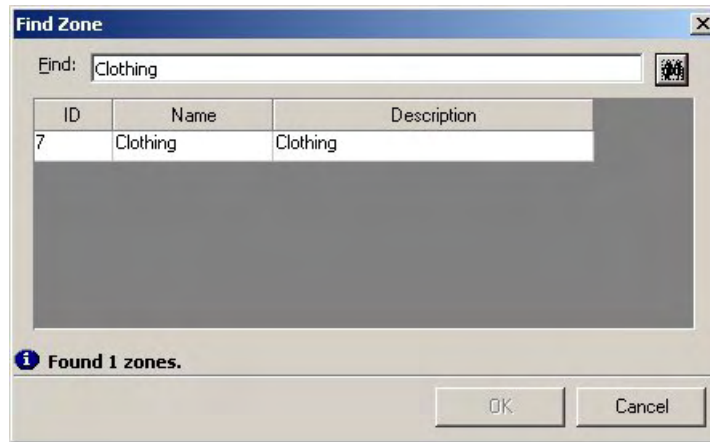 Find Zone
Find: Clothing
ID Name Description
7 Clothing Clothing
Found 1 zones.
OK Cancel